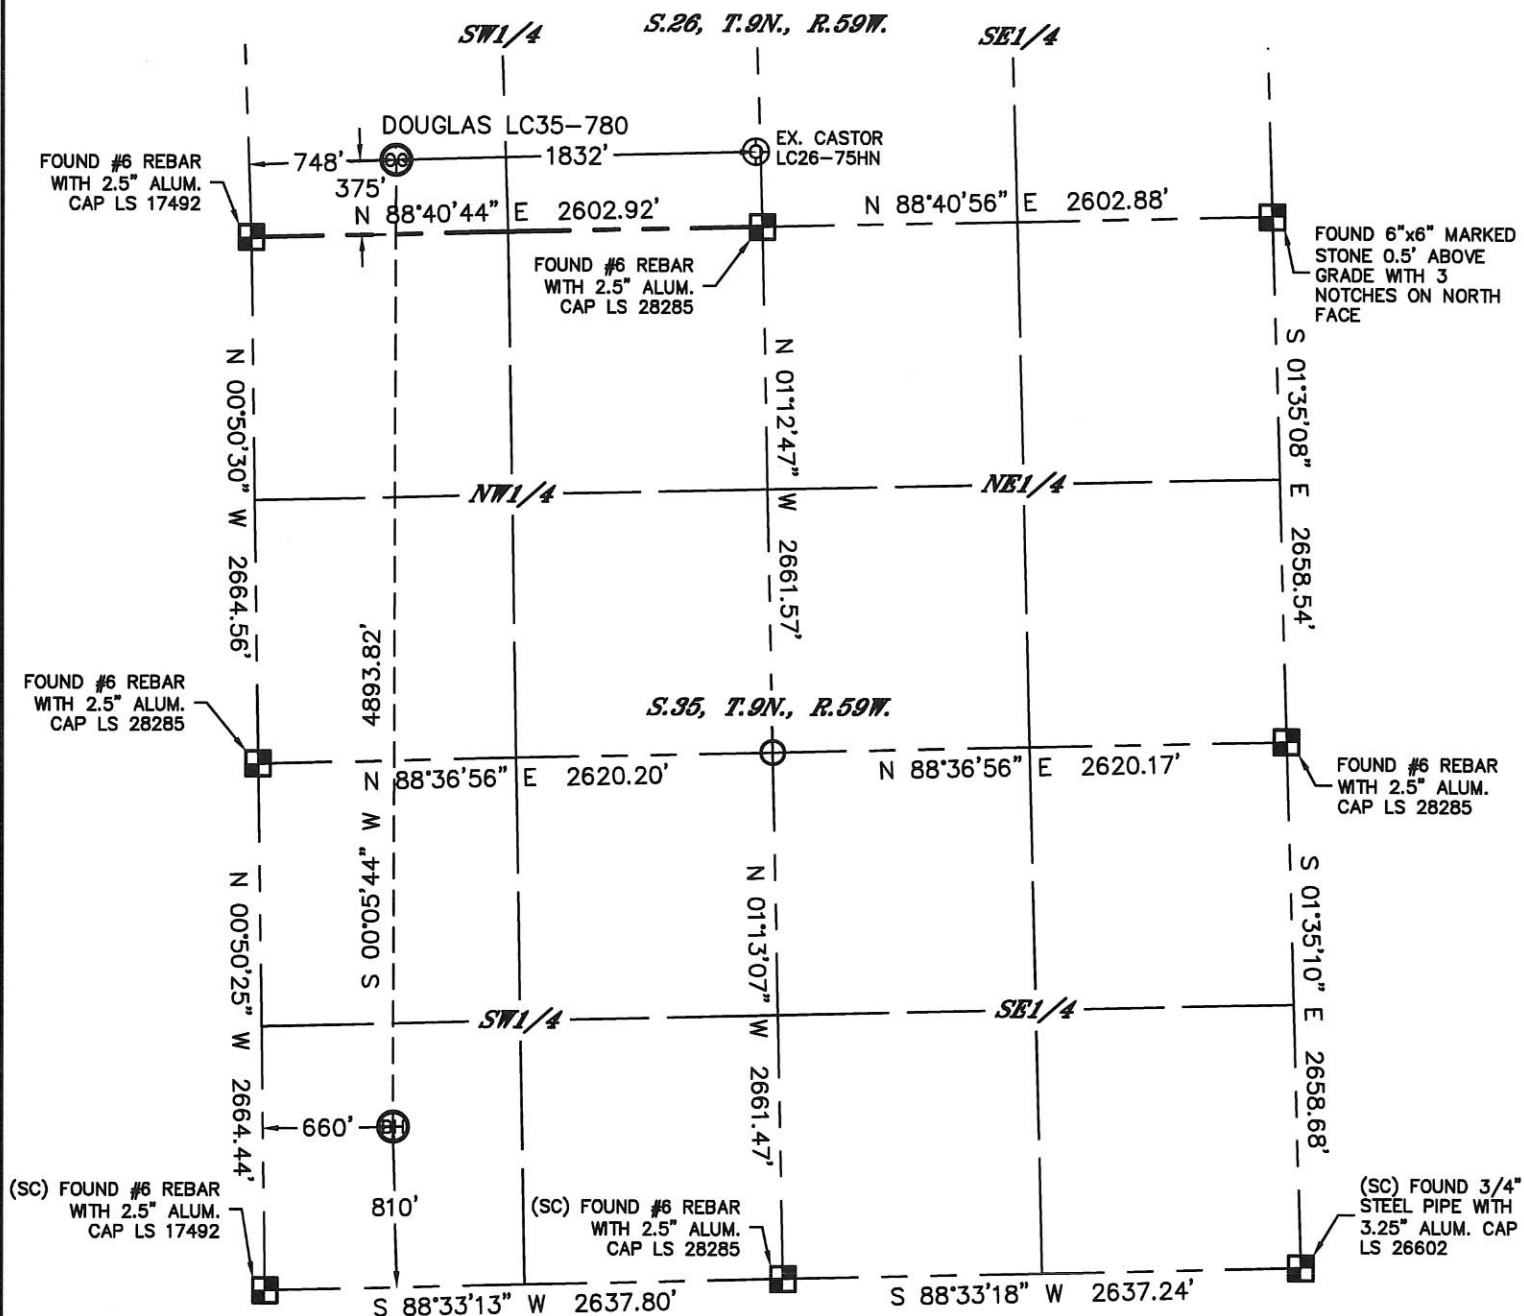 SW1/4
S.26, T.9N., R.59W.
SE1/4
DOUGLAS LC35-780
EX. CASTOR
LC26-75HN
748'
1832'
375'
FOUND #6 REBAR
WITH 2.5" ALUM.
CAP LS 17492
N 88°40'44" E 2602.92'
N 88°40'56" E 2602.88'
FOUND #6 REBAR
WITH 2.5" ALUM.
CAP LS 28285
FOUND 6"x6" MARKED
STONE 0.5' ABOVE
GRADE WITH 3
NOTCHES ON NORTH
FACE
N 00°50'30" W 2664.56'
N 01°12'47" W 2661.57'
S 01°35'08" E 2658.54'
NW1/4
NE1/4
S 00°05'44" W 4893.82'
FOUND #6 REBAR
WITH 2.5" ALUM.
CAP LS 28285
S.35, T.9N., R.59W.
N 88°36'56" E 2620.20'
N 88°36'56" E 2620.17'
FOUND #6 REBAR
WITH 2.5" ALUM.
CAP LS 28285
N 00°50'25" W 2664.44'
N 01°13'07" W 2661.47'
S 01°35'10" E 2658.68'
SW1/4
SE1/4
660'
BH
810'
(SC) FOUND #6 REBAR
WITH 2.5" ALUM.
CAP LS 17492
(SC) FOUND #6 REBAR
WITH 2.5" ALUM.
CAP LS 28285
(SC) FOUND 3/4"
STEEL PIPE WITH
3.25" ALUM. CAP
LS 26602
S 88°33'13" W 2637.80'
S 88°33'18" W 2637.24'